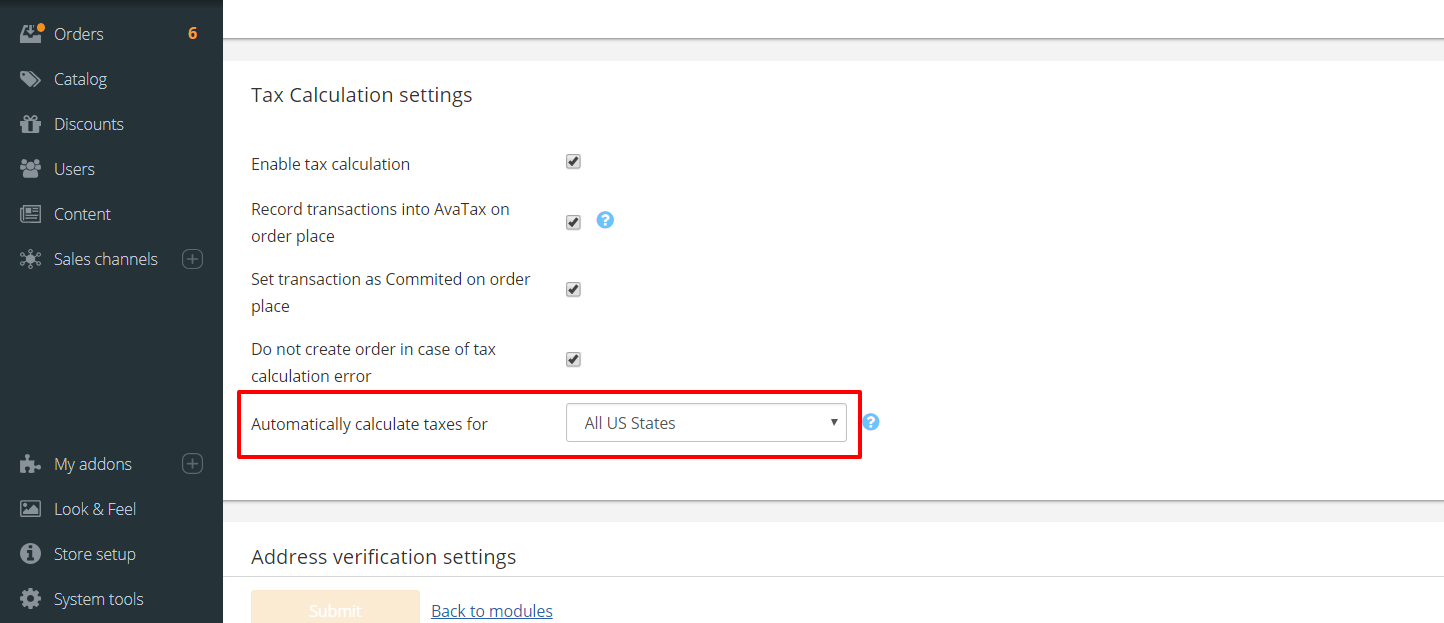 Orders 6
Catalog
Discounts
Users
Content
Sales channels
My addons
Look & Feel
Store setup
System tools
Tax Calculation settings
Enable tax calculation
Record transactions into AvaTax on
order place
Set transaction as Commited on order
place
Do not create order in case of tax
calculation error
Automatically calculate taxes for All US States
Address verification settings
Submit Back to modules